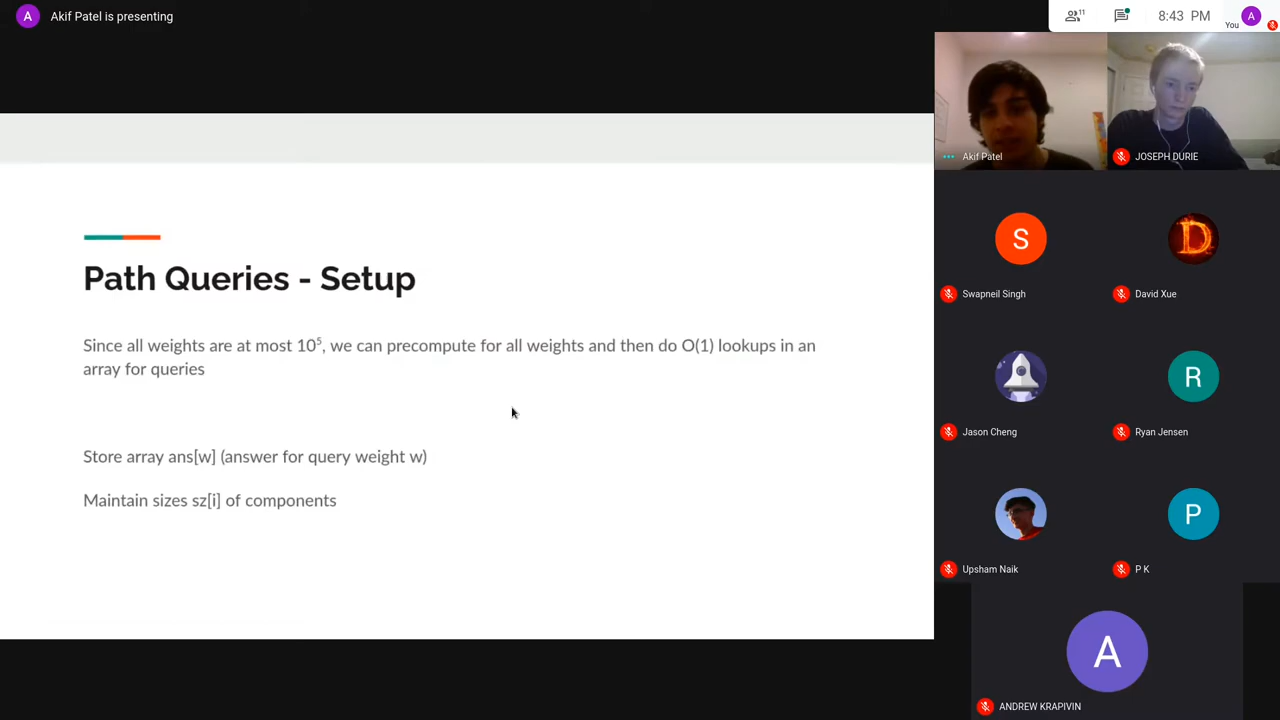 A
Akif Patel is presenting
11
8:43 PM
You
A
Path Queries - Setup
Since all weights are at most 10⁵, we can precompute for all weights and then do O(1) lookups in an
array for queries
Store array ans[w] (answer for query weight w)
Maintain sizes sz[i] of components
Akif Patel
JOSEPH DURIE
S
D
Swapneil Singh
David Xue
R
Jason Cheng
Ryan Jensen
P
Upsham Naik
P K
A
ANDREW KRAPIVIN